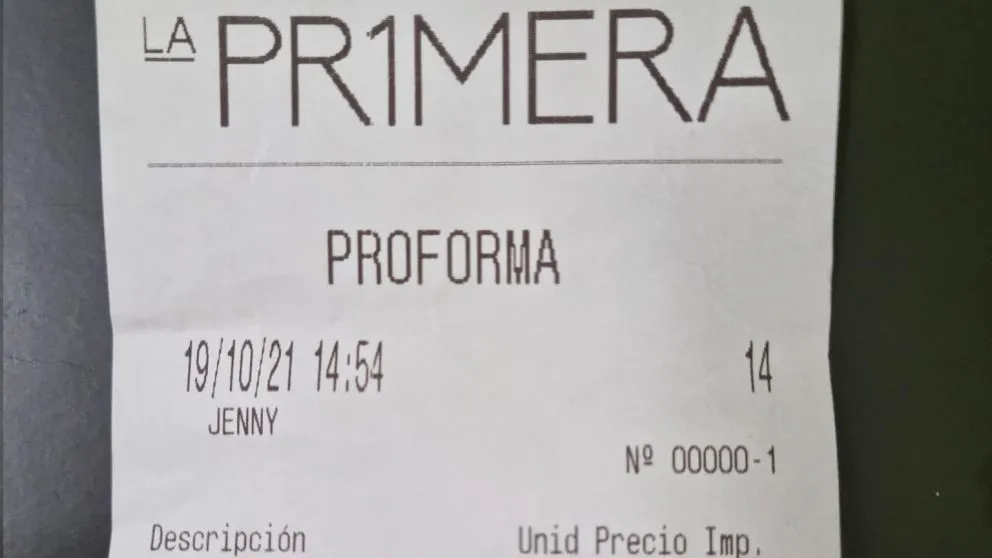 LA PR1MERA
PROFORMA
19/10/21 14:54 14
JENNY
Nº 00000-1
Descripción Unid Precio Imp.